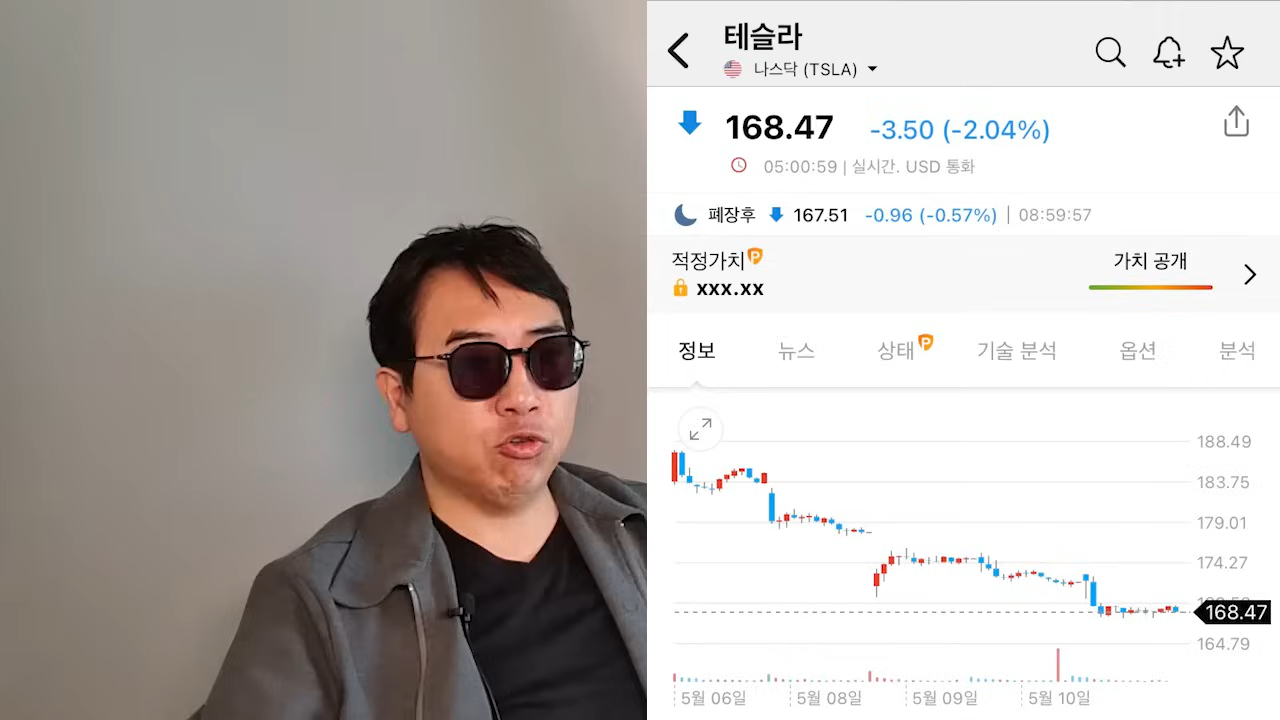 테슬라
나스닥 (TSLA)
168.47 -3.50 (-2.04%)
05:00:59 | 실시간. USD 통화
폐장후 167.51 -0.96 (-0.57%) | 08:59:57
적정가치 P
xxx.xx
가치 공개
정보 뉴스 상태 P 기술 분석 옵션 분석
188.49
183.75
179.01
174.27
168.47
164.79
5월 06일 5월 08일 5월 09일 5월 10일